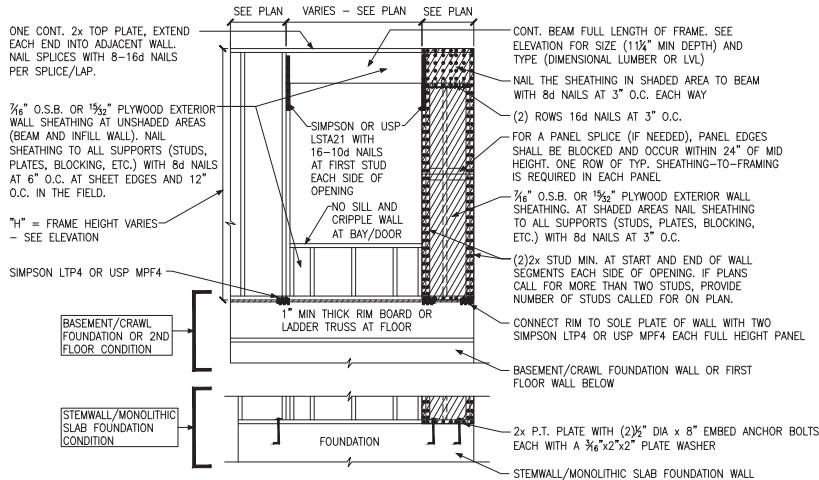 SEE PLAN
VARIES - SEE PLAN
SEE PLAN
ONE CONT. 2x TOP PLATE, EXTEND
EACH END INTO ADJACENT WALL.
NAIL SPLICES WITH 8-16d NAILS
PER SPLICE/LAP.
7/16" O.S.B. OR 15/32" PLYWOOD EXTERIOR
WALL SHEATHING AT UNSHADED AREAS
(BEAM AND INFILL WALL). NAIL
SHEATHING TO ALL SUPPORTS (STUDS,
PLATES, BLOCKING, ETC.) WITH 8d NAILS
AT 6" O.C. AT SHEET EDGES AND 12"
O.C. IN THE FIELD.
"H" = FRAME HEIGHT VARIES
- SEE ELEVATION
SIMPSON LTP4 OR USP MPF4
BASEMENT/CRAWL
FOUNDATION OR 2ND
FLOOR CONDITION
STEMWALL/MONOLITHIC
SLAB FOUNDATION
CONDITION
SIMPSON OR USP
LSTA21 WITH
16-10d NAILS
AT FIRST STUD
EACH SIDE OF
OPENING
NO SILL AND
CRIPPLE WALL
AT BAY/DOOR
1" MIN THICK RIM BOARD OR
LADDER TRUSS AT FLOOR
FOUNDATION
CONT. BEAM FULL LENGTH OF FRAME. SEE
ELEVATION FOR SIZE (11¼" MIN DEPTH) AND
TYPE (DIMENSIONAL LUMBER OR LVL)
NAIL THE SHEATHING IN SHADED AREA TO BEAM
WITH 8d NAILS AT 3" O.C. EACH WAY
(2) ROWS 16d NAILS AT 3" O.C.
FOR A PANEL SPLICE (IF NEEDED), PANEL EDGES
SHALL BE BLOCKED AND OCCUR WITHIN 24" OF MID
HEIGHT. ONE ROW OF TYP. SHEATHING-TO-FRAMING
IS REQUIRED IN EACH PANEL
7/16" O.S.B. OR 15/32" PLYWOOD EXTERIOR WALL
SHEATHING. AT SHADED AREAS NAIL SHEATHING
TO ALL SUPPORTS (STUDS, PLATES, BLOCKING,
ETC.) WITH 8d NAILS AT 3" O.C.
(2)2x STUD MIN. AT START AND END OF WALL
SEGMENTS EACH SIDE OF OPENING. IF PLANS
CALL FOR MORE THAN TWO STUDS, PROVIDE
NUMBER OF STUDS CALLED FOR ON PLAN.
CONNECT RIM TO SOLE PLATE OF WALL WITH TWO
SIMPSON LTP4 OR USP MPF4 EACH FULL HEIGHT PANEL
BASEMENT/CRAWL FOUNDATION WALL OR FIRST
FLOOR WALL BELOW
2x P.T. PLATE WITH (2)½" DIA x 8" EMBED ANCHOR BOLTS
EACH WITH A 3/16"x2"x2" PLATE WASHER
STEMWALL/MONOLITHIC SLAB FOUNDATION WALL